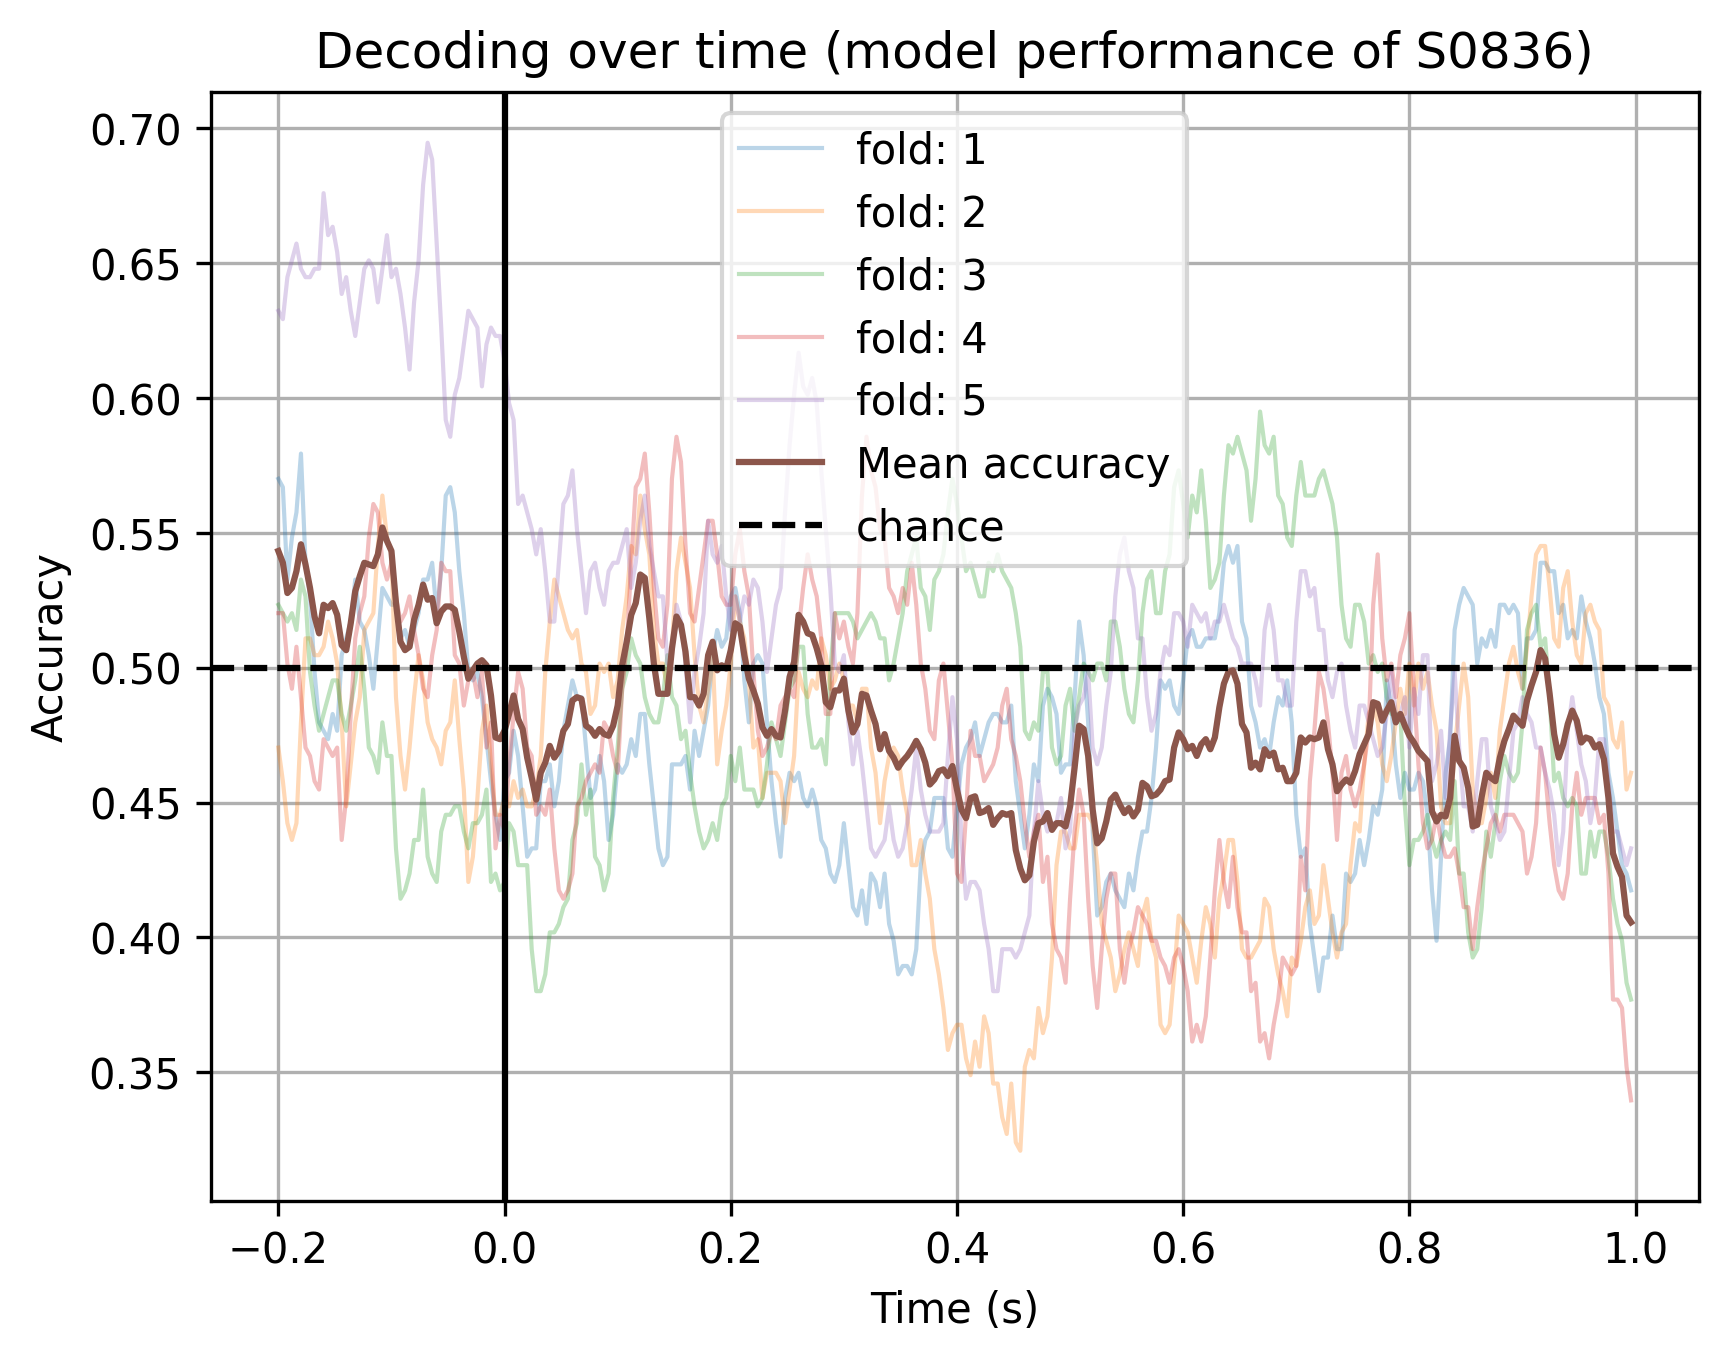 Decoding over time (model performance of S0836)
Accuracy
0.70
0.65
0.60
0.55
0.50
0.45
0.40
0.35
fold: 1
fold: 2
fold: 3
fold: 4
fold: 5
Mean accuracy
chance
−0.2 0.0 0.2 0.4 0.6 0.8 1.0
Time (s)